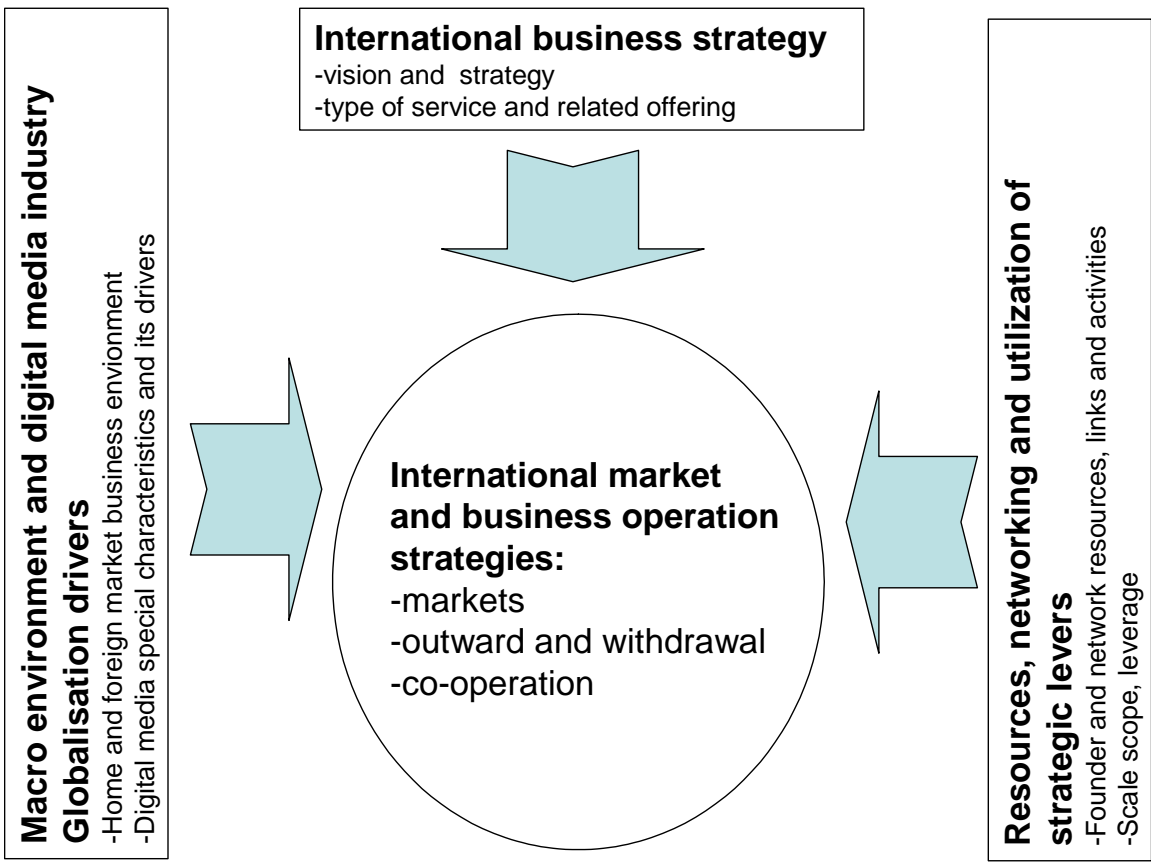 International business strategy
-vision and strategy
-type of service and related offering
Macro environment and digital media industry
Globalisation drivers
-Home and foreign market business envionment
-Digital media special characteristics and its drivers
International market
and business operation
strategies:
-markets
-outward and withdrawal
-co-operation
Resources, networking and utilization of
strategic levers
-Founder and network resources, links and activities
-Scale scope, leverage